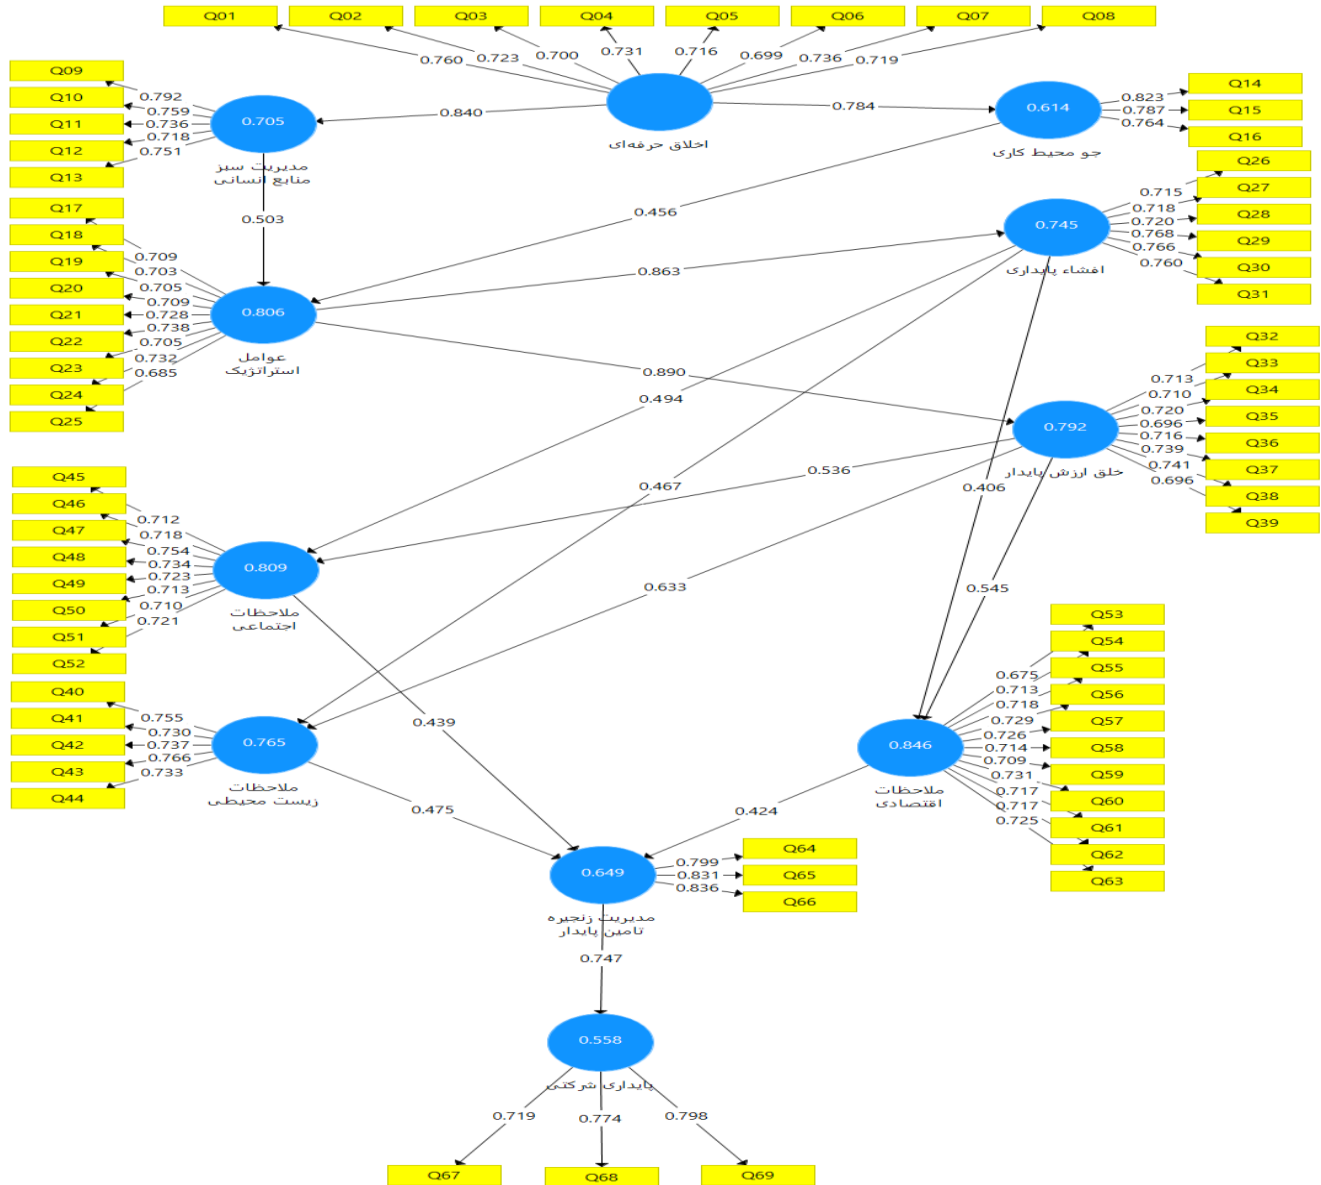 Q01 Q02 Q03 Q04 Q05 Q06 Q07 Q08
0.760 0.723 0.700 0.731 0.716 0.699 0.736 0.719
اخلاق حرفه‌ای
0.840
0.784
Q09
Q10
Q11
Q12
Q13
0.792
0.759
0.736
0.718
0.751
0.705
مدیریت سبز
منابع انسانی
0.503
0.614
جو محیط کاری
0.823
0.787
0.764
Q14
Q15
Q16
0.456
Q17
Q18
Q19
Q20
Q21
Q22
Q23
Q24
Q25
0.709
0.703
0.705
0.709
0.728
0.738
0.705
0.732
0.685
0.806
عوامل
استراتژیک
0.863
0.890
0.745
افشاء پایداری
0.715
0.718
0.720
0.768
0.766
0.760
Q26
Q27
Q28
Q29
Q30
Q31
0.494
0.467
0.406
0.792
خلق ارزش پایدار
0.713
0.710
0.720
0.696
0.716
0.739
0.741
0.696
Q32
Q33
Q34
Q35
Q36
Q37
Q38
Q39
0.536
0.633
0.545
Q45
Q46
Q47
Q48
Q49
Q50
Q51
Q52
0.712
0.718
0.754
0.734
0.723
0.713
0.710
0.721
0.809
ملاحظات
اجتماعی
0.439
Q40
Q41
Q42
Q43
Q44
0.755
0.730
0.737
0.766
0.733
0.765
ملاحظات
زیست محیطی
0.475
0.846
ملاحظات
اقتصادی
0.675
0.713
0.718
0.729
0.726
0.714
0.709
0.731
0.717
0.717
0.725
Q53
Q54
Q55
Q56
Q57
Q58
Q59
Q60
Q61
Q62
Q63
0.424
0.649
مدیریت زنجیره
تامین پایدار
0.799
0.831
0.836
Q64
Q65
Q66
0.747
0.558
پایداری شرکتی
0.719 0.774 0.798
Q67 Q68 Q69